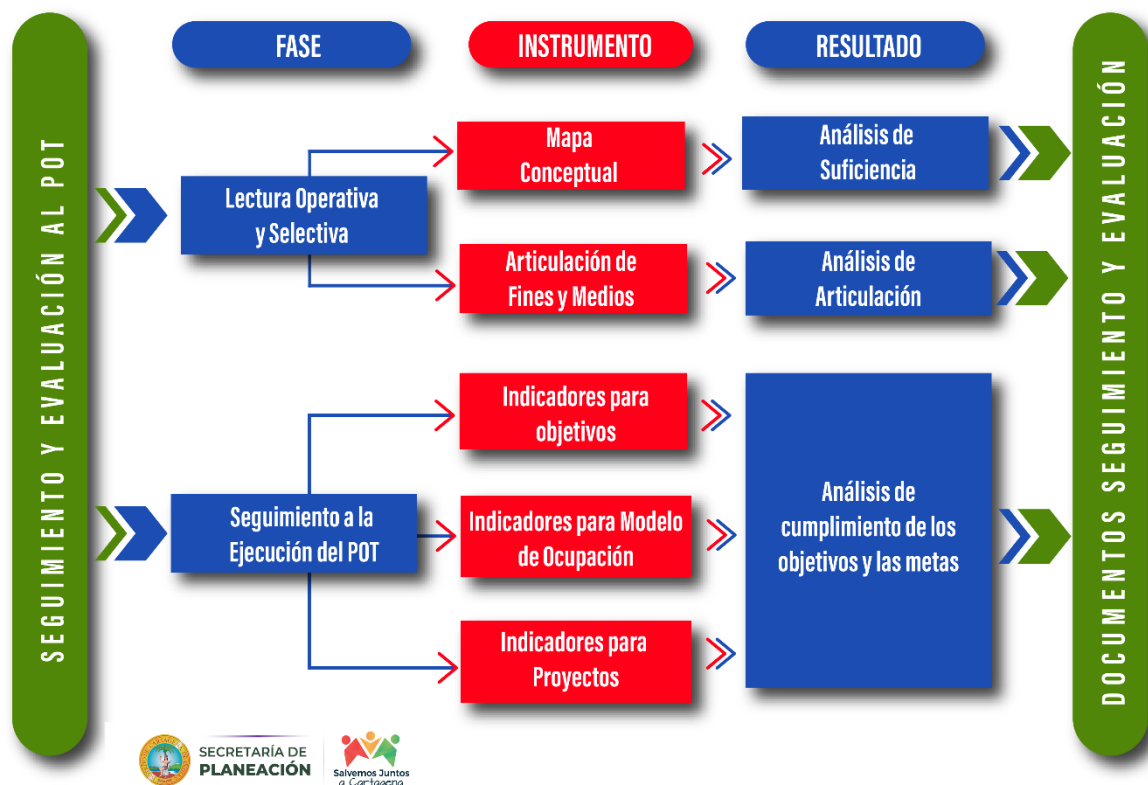 SEGUIMIENTO Y EVALUACIÓN AL POT
FASE
INSTRUMENTO
RESULTADO
Lectura Operativa
y Selectiva
Mapa
Conceptual
Análisis de
Suficiencia
Articulación de
Fines y Medios
Análisis de
Articulación
Seguimiento a la
Ejecución del POT
Indicadores para
objetivos
Indicadores para Modelo
de Ocupación
Indicadores para
Proyectos
Análisis de
cumplimiento de los
objetivos y las metas
DOCUMENTOS SEGUIMIENTO Y EVALUACIÓN
SECRETARÍA DE
PLANEACIÓN
Salvemos Juntos
a Cartagena